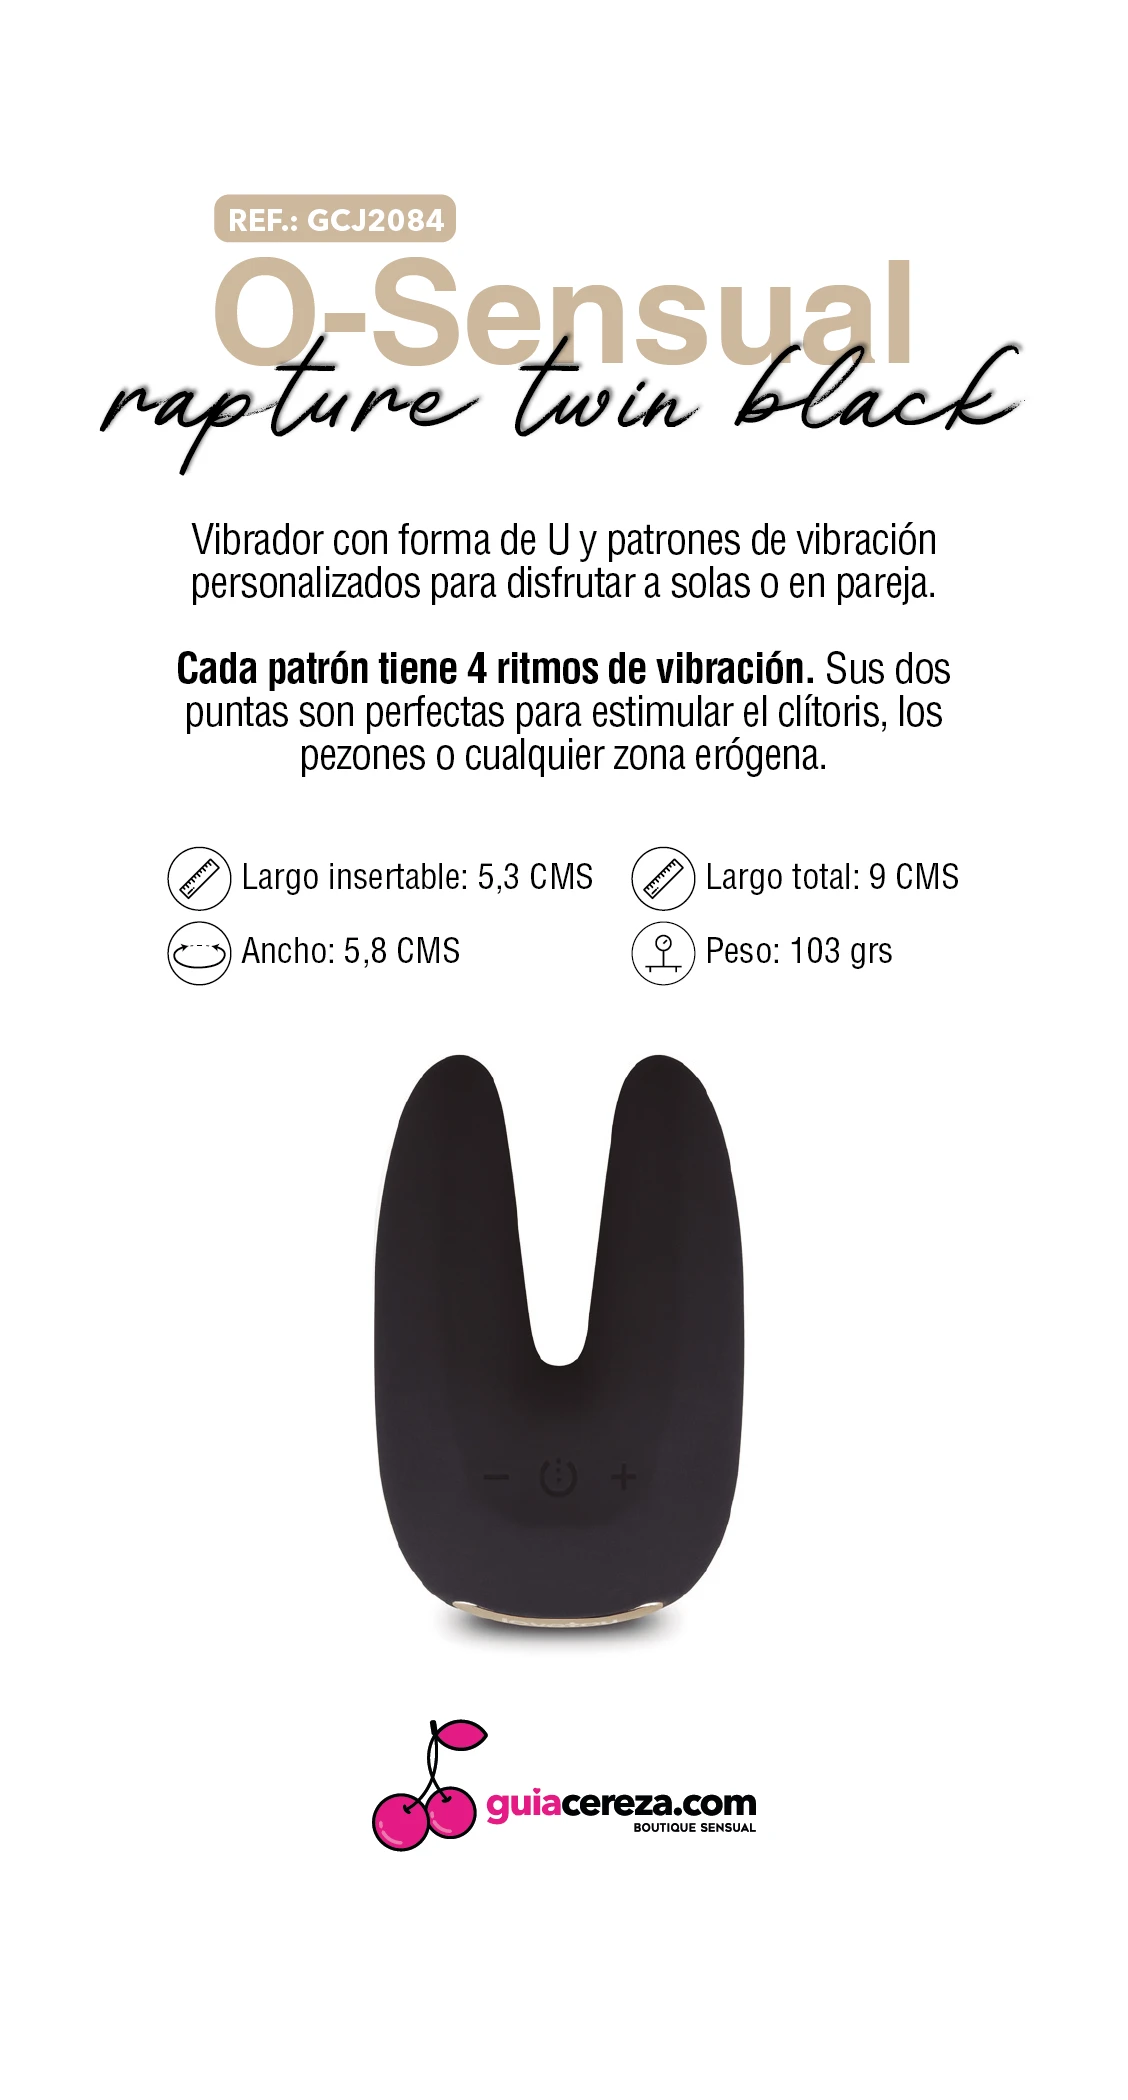 REF.: GCJ2084
O-Sensual
rapture twin black
Vibrador con forma de U y patrones de vibración
personalizados para disfrutar a solas o en pareja.
Cada patrón tiene 4 ritmos de vibración. Sus dos
puntas son perfectas para estimular el clítoris, los
pezones o cualquier zona erógena.
Largo insertable: 5,3 CMS
Largo total: 9 CMS
Ancho: 5,8 CMS
Peso: 103 grs
guiacereza.com
BOUTIQUE SENSUAL